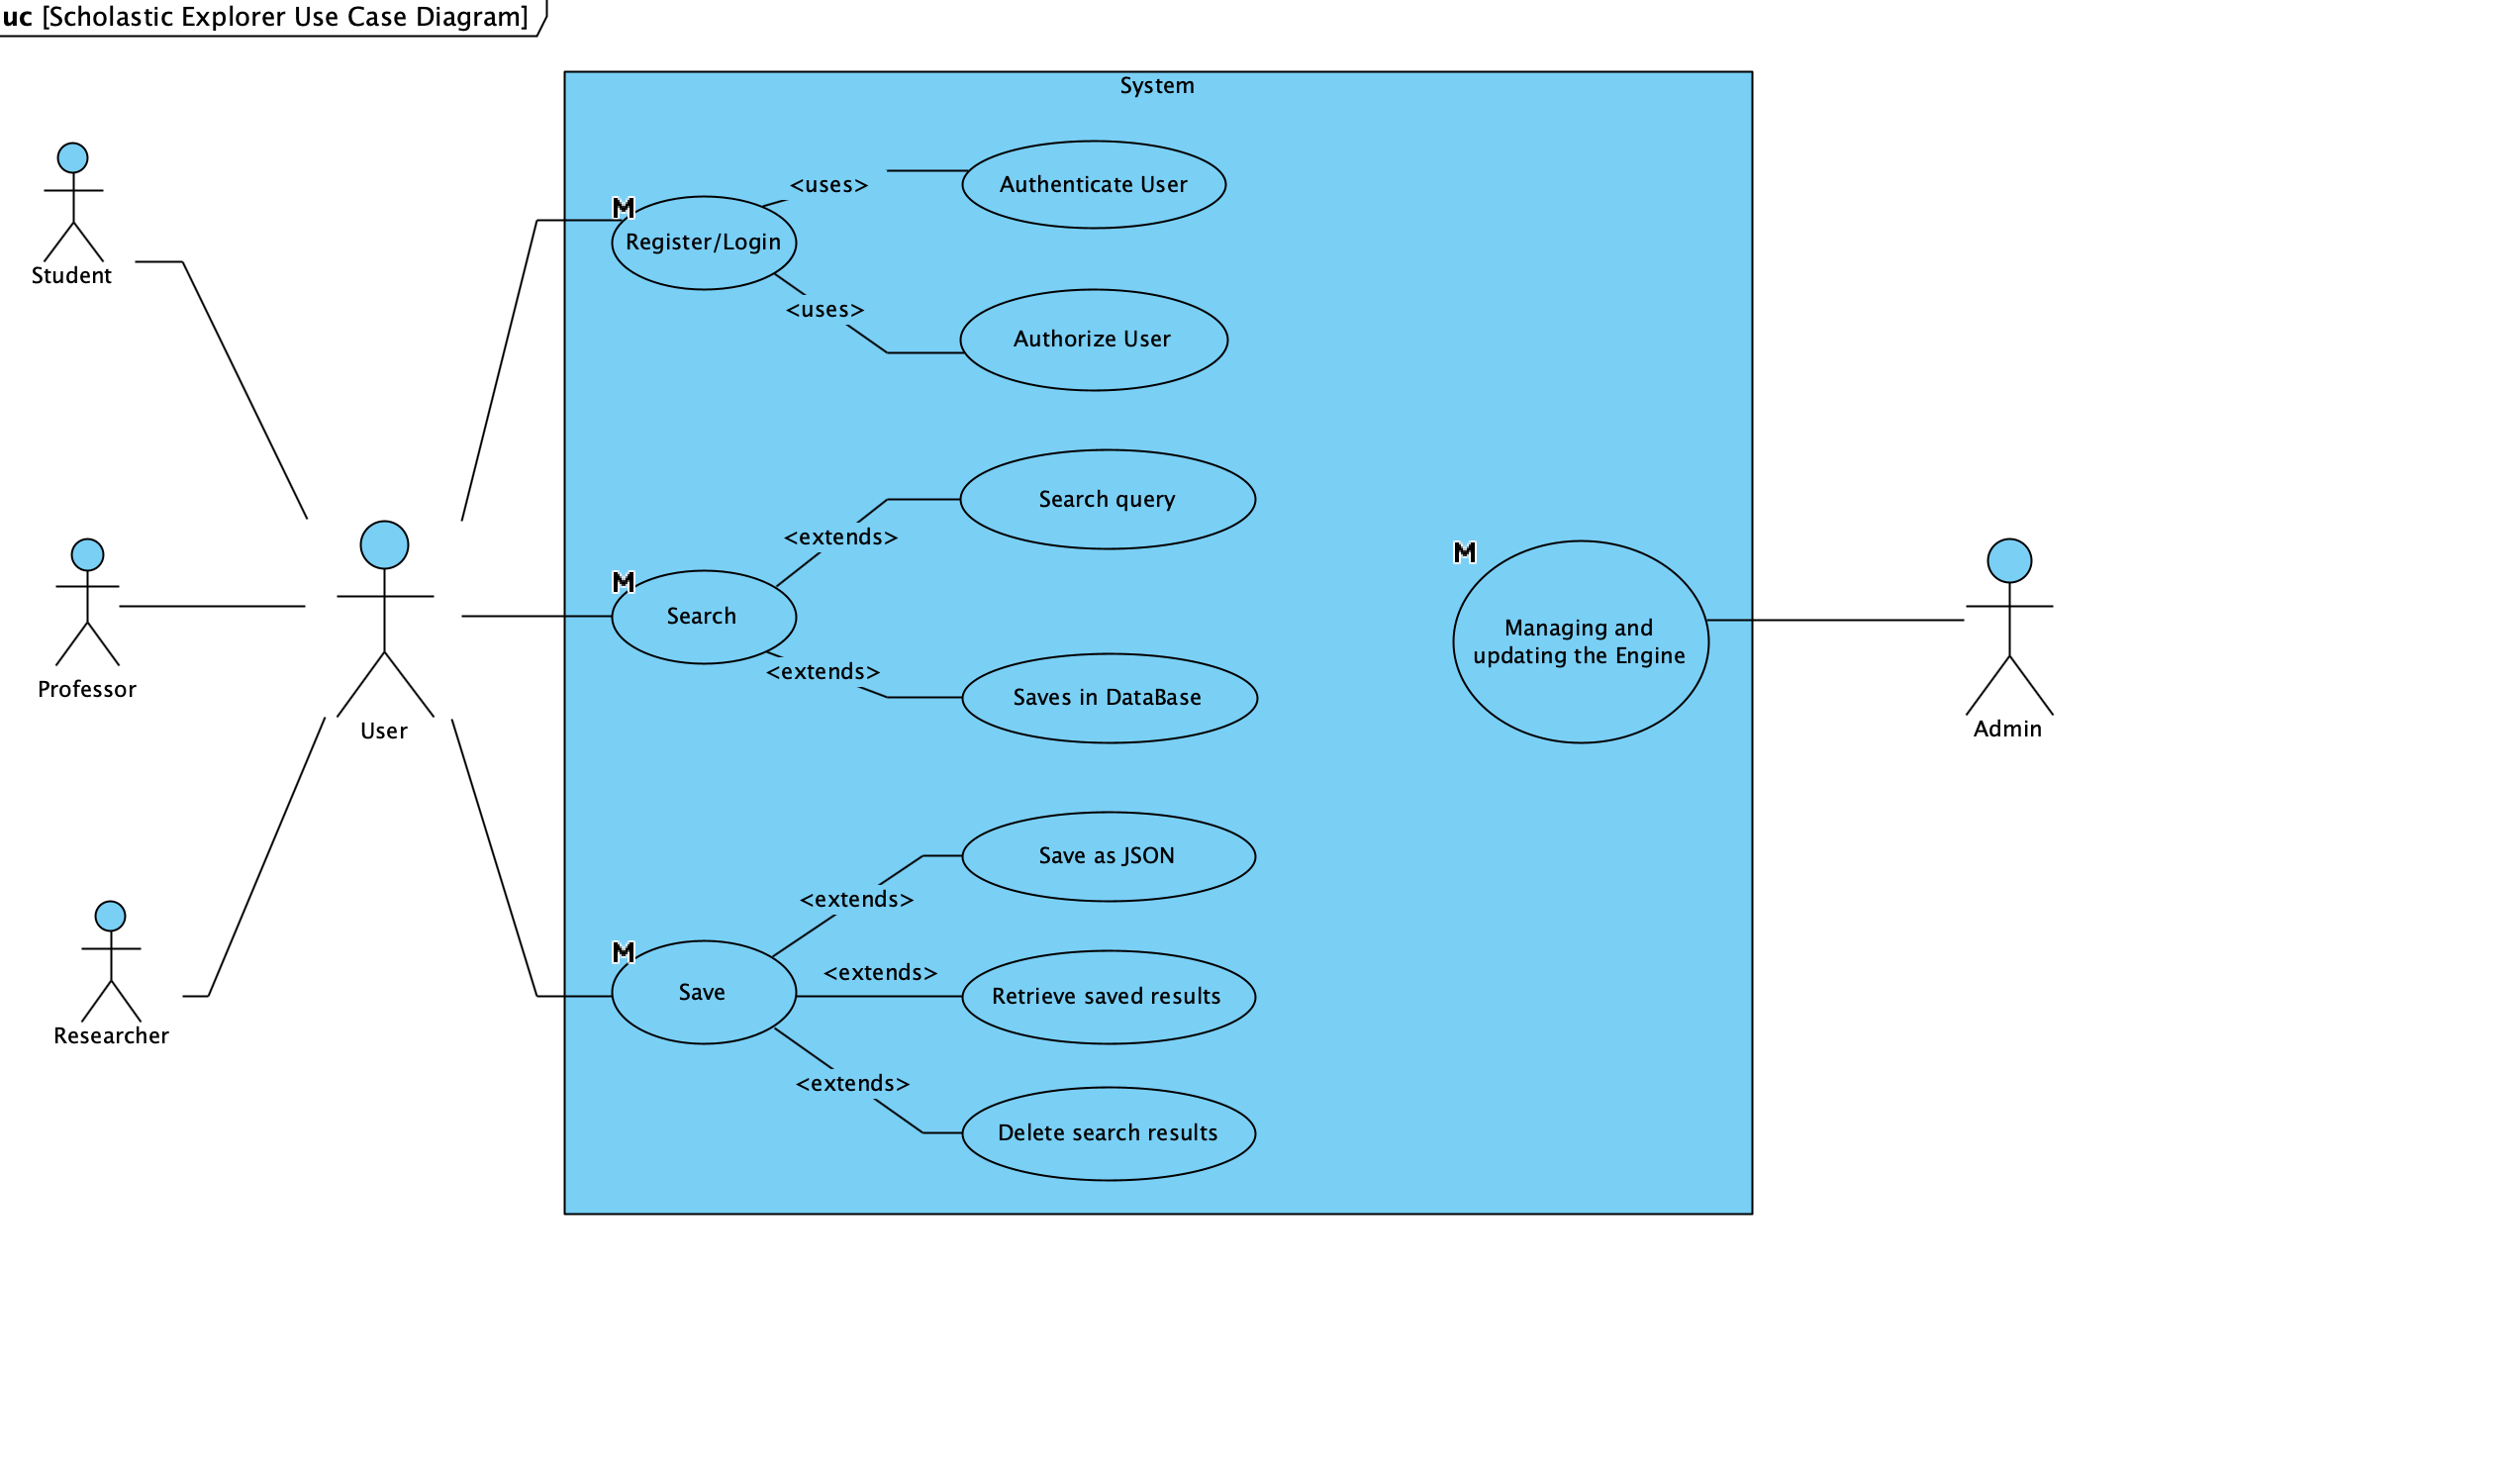 uc [Scholastic Explorer Use Case Diagram]
System
Student
Professor
Researcher
User
M
Register/Login
<uses>
Authenticate User
<uses>
Authorize User
M
Search
<extends>
Search query
<extends>
Saves in DataBase
M
Save
<extends>
Save as JSON
<extends>
Retrieve saved results
<extends>
Delete search results
M
Managing and
updating the Engine
Admin